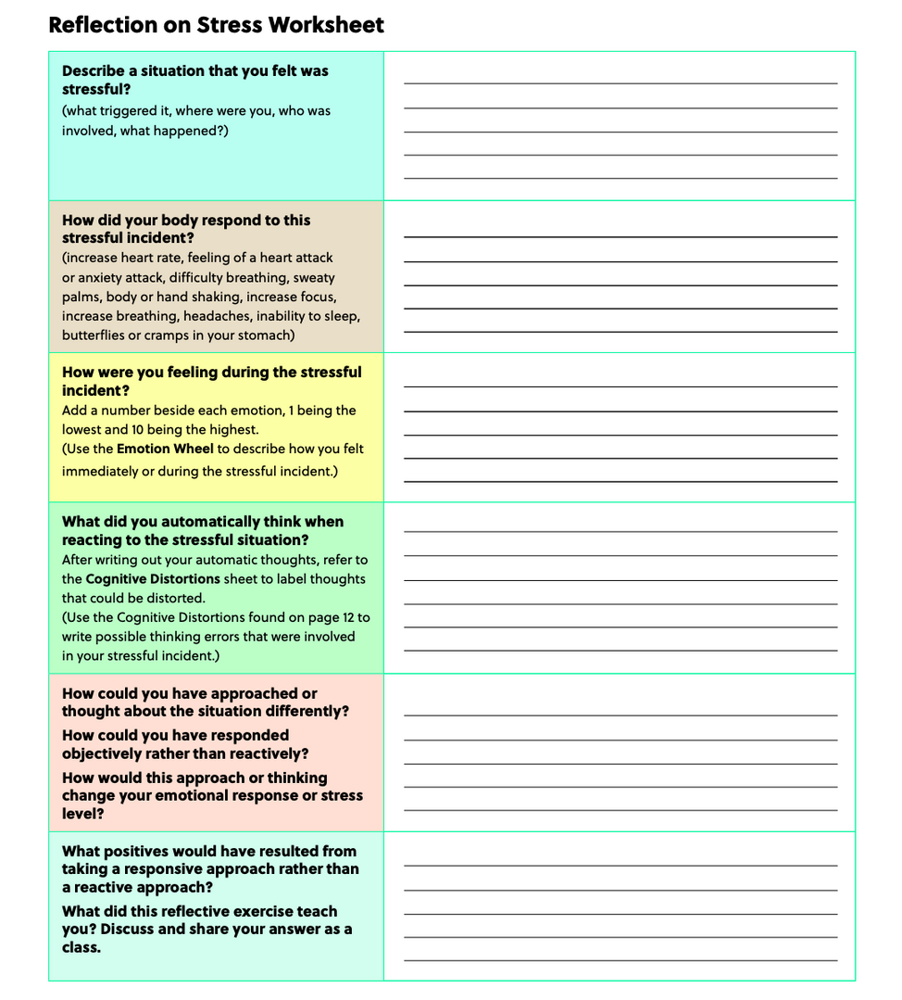 Reflection on Stress Worksheet
Describe a situation that you felt was
stressful?
(what triggered it, where were you, who was
involved, what happened?)
How did your body respond to this
stressful incident?
(increase heart rate, feeling of a heart attack
or anxiety attack, difficulty breathing, sweaty
palms, body or hand shaking, increase focus,
increase breathing, headaches, inability to sleep,
butterflies or cramps in your stomach)
How were you feeling during the stressful
incident?
Add a number beside each emotion, 1 being the
lowest and 10 being the highest.
(Use the Emotion Wheel to describe how you felt
immediately or during the stressful incident.)
What did you automatically think when
reacting to the stressful situation?
After writing out your automatic thoughts, refer to
the Cognitive Distortions sheet to label thoughts
that could be distorted.
(Use the Cognitive Distortions found on page 12 to
write possible thinking errors that were involved
in your stressful incident.)
How could you have approached or
thought about the situation differently?
How could you have responded
objectively rather than reactively?
How would this approach or thinking
change your emotional response or stress
level?
What positives would have resulted from
taking a responsive approach rather than
a reactive approach?
What did this reflective exercise teach
you? Discuss and share your answer as a
class.